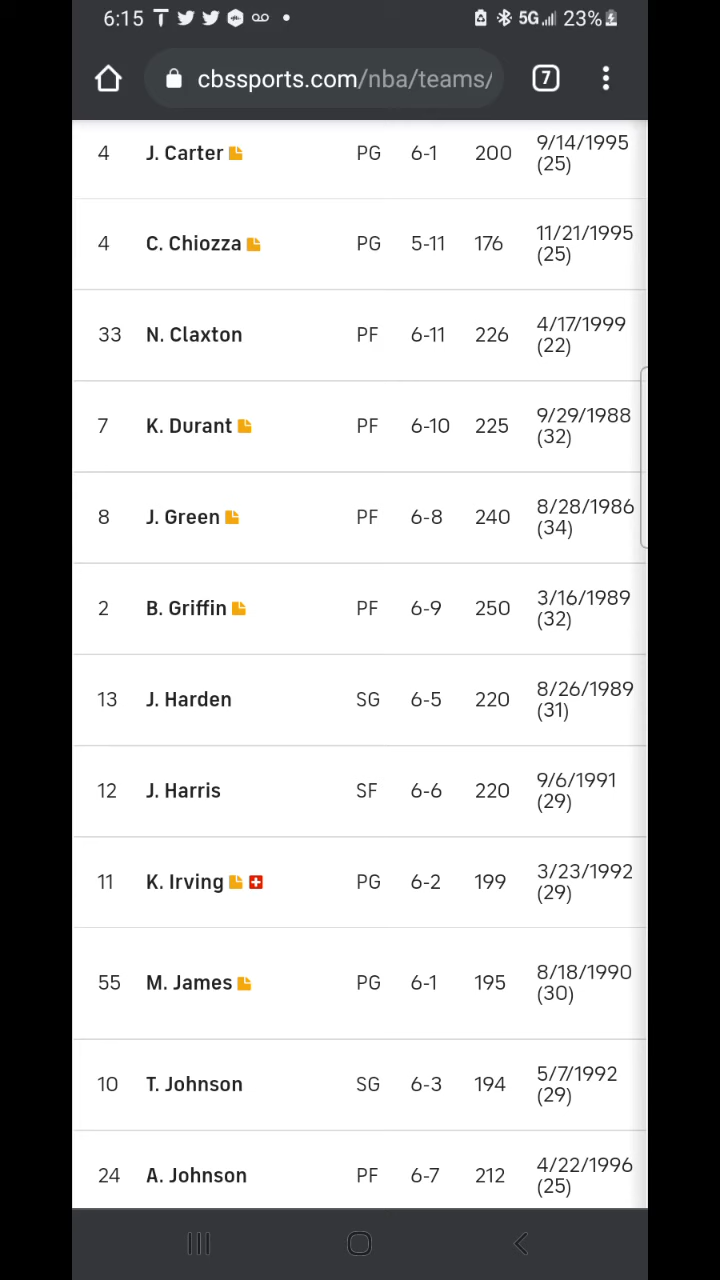 6:15 5G 23%
cbssports.com/nba/teams/ 7
4 J. Carter PG 6-1 200 9/14/1995 (25)
4 C. Chiozza PG 5-11 176 11/21/1995 (25)
33 N. Claxton PF 6-11 226 4/17/1999 (22)
7 K. Durant PF 6-10 225 9/29/1988 (32)
8 J. Green PF 6-8 240 8/28/1986 (34)
2 B. Griffin PF 6-9 250 3/16/1989 (32)
13 J. Harden SG 6-5 220 8/26/1989 (31)
12 J. Harris SF 6-6 220 9/6/1991 (29)
11 K. Irving PG 6-2 199 3/23/1992 (29)
55 M. James PG 6-1 195 8/18/1990 (30)
10 T. Johnson SG 6-3 194 5/7/1992 (29)
24 A. Johnson PF 6-7 212 4/22/1996 (25)